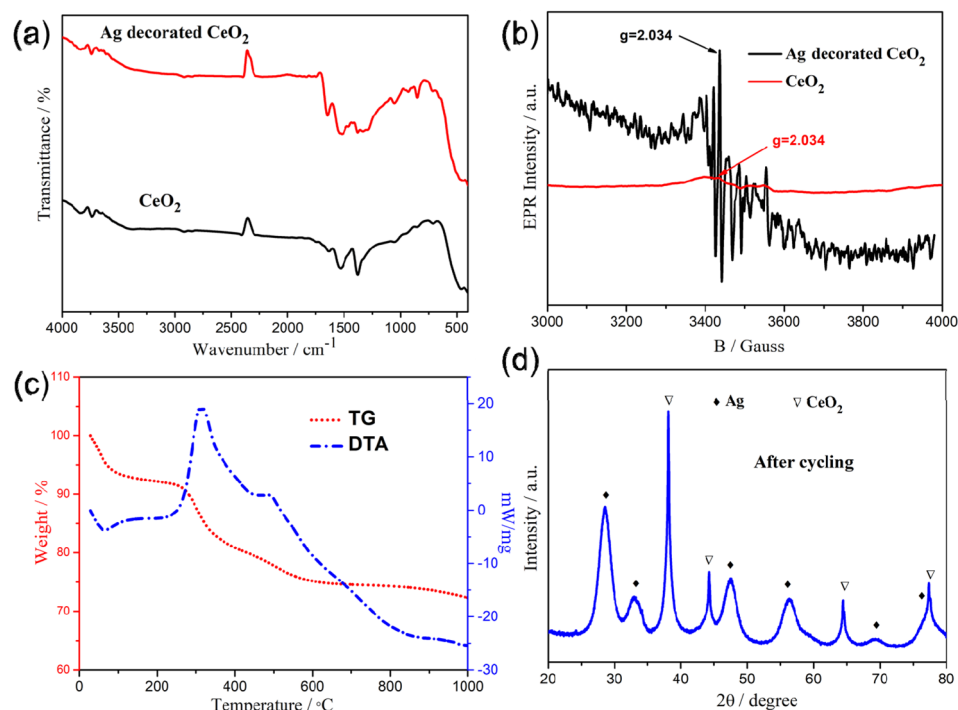 (a)
Ag decorated CeO2
CeO2
Transmittance / %
4000 3500 3000 2500 2000 1500 1000 500
Wavenumber / cm-1
(b)
g=2.034
Ag decorated CeO2
CeO2
g=2.034
EPR Intensity / a.u.
3000 3200 3400 3600 3800 4000
B / Gauss
(c)
110
100
90
80
70
60
Weight / %
TG
DTA
20
10
0
-10
-20
-30
mW/mg
0 200 400 600 800 1000
Temperature / °C
(d)
♦ Ag ▽ CeO2
After cycling
Intensity / a.u.
20 30 40 50 60 70 80
2θ / degree